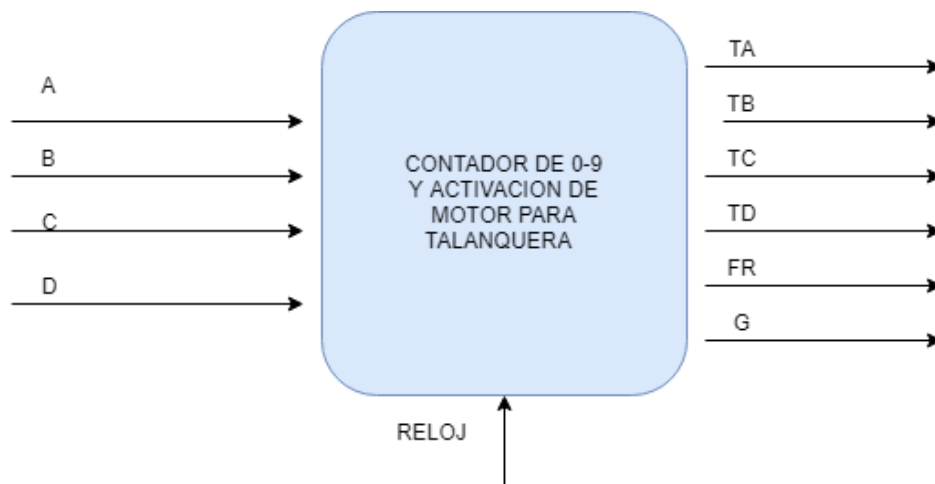 A
B
C
D
CONTADOR DE 0-9
Y ACTIVACION DE
MOTOR PARA
TALANQUERA
TA
TB
TC
TD
FR
G
RELOJ